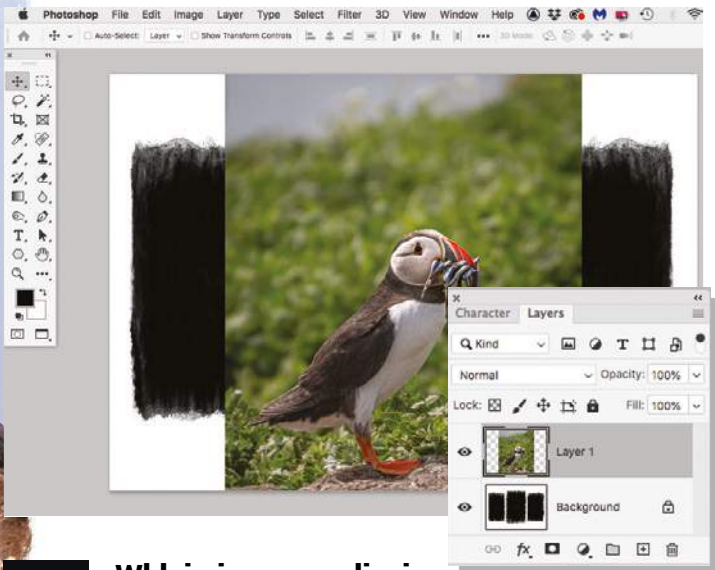 Photoshop File Edit Image Layer Type Select Filter 3D View Window Help
Auto-Select: Layer Show Transform Controls 3D Mode:
Character Layers
Kind
Normal Opacity: 100%
Lock: Fill: 100%
Layer 1
Background